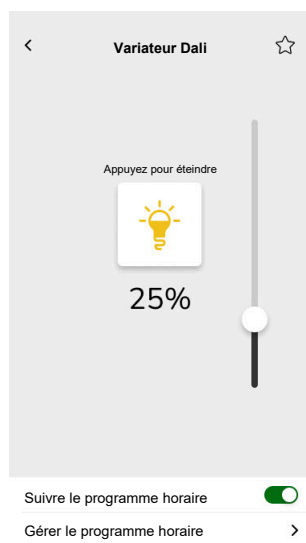 Variateur Dali
Appuyez pour éteindre
25%
Suivre le programme horaire
Gérer le programme horaire